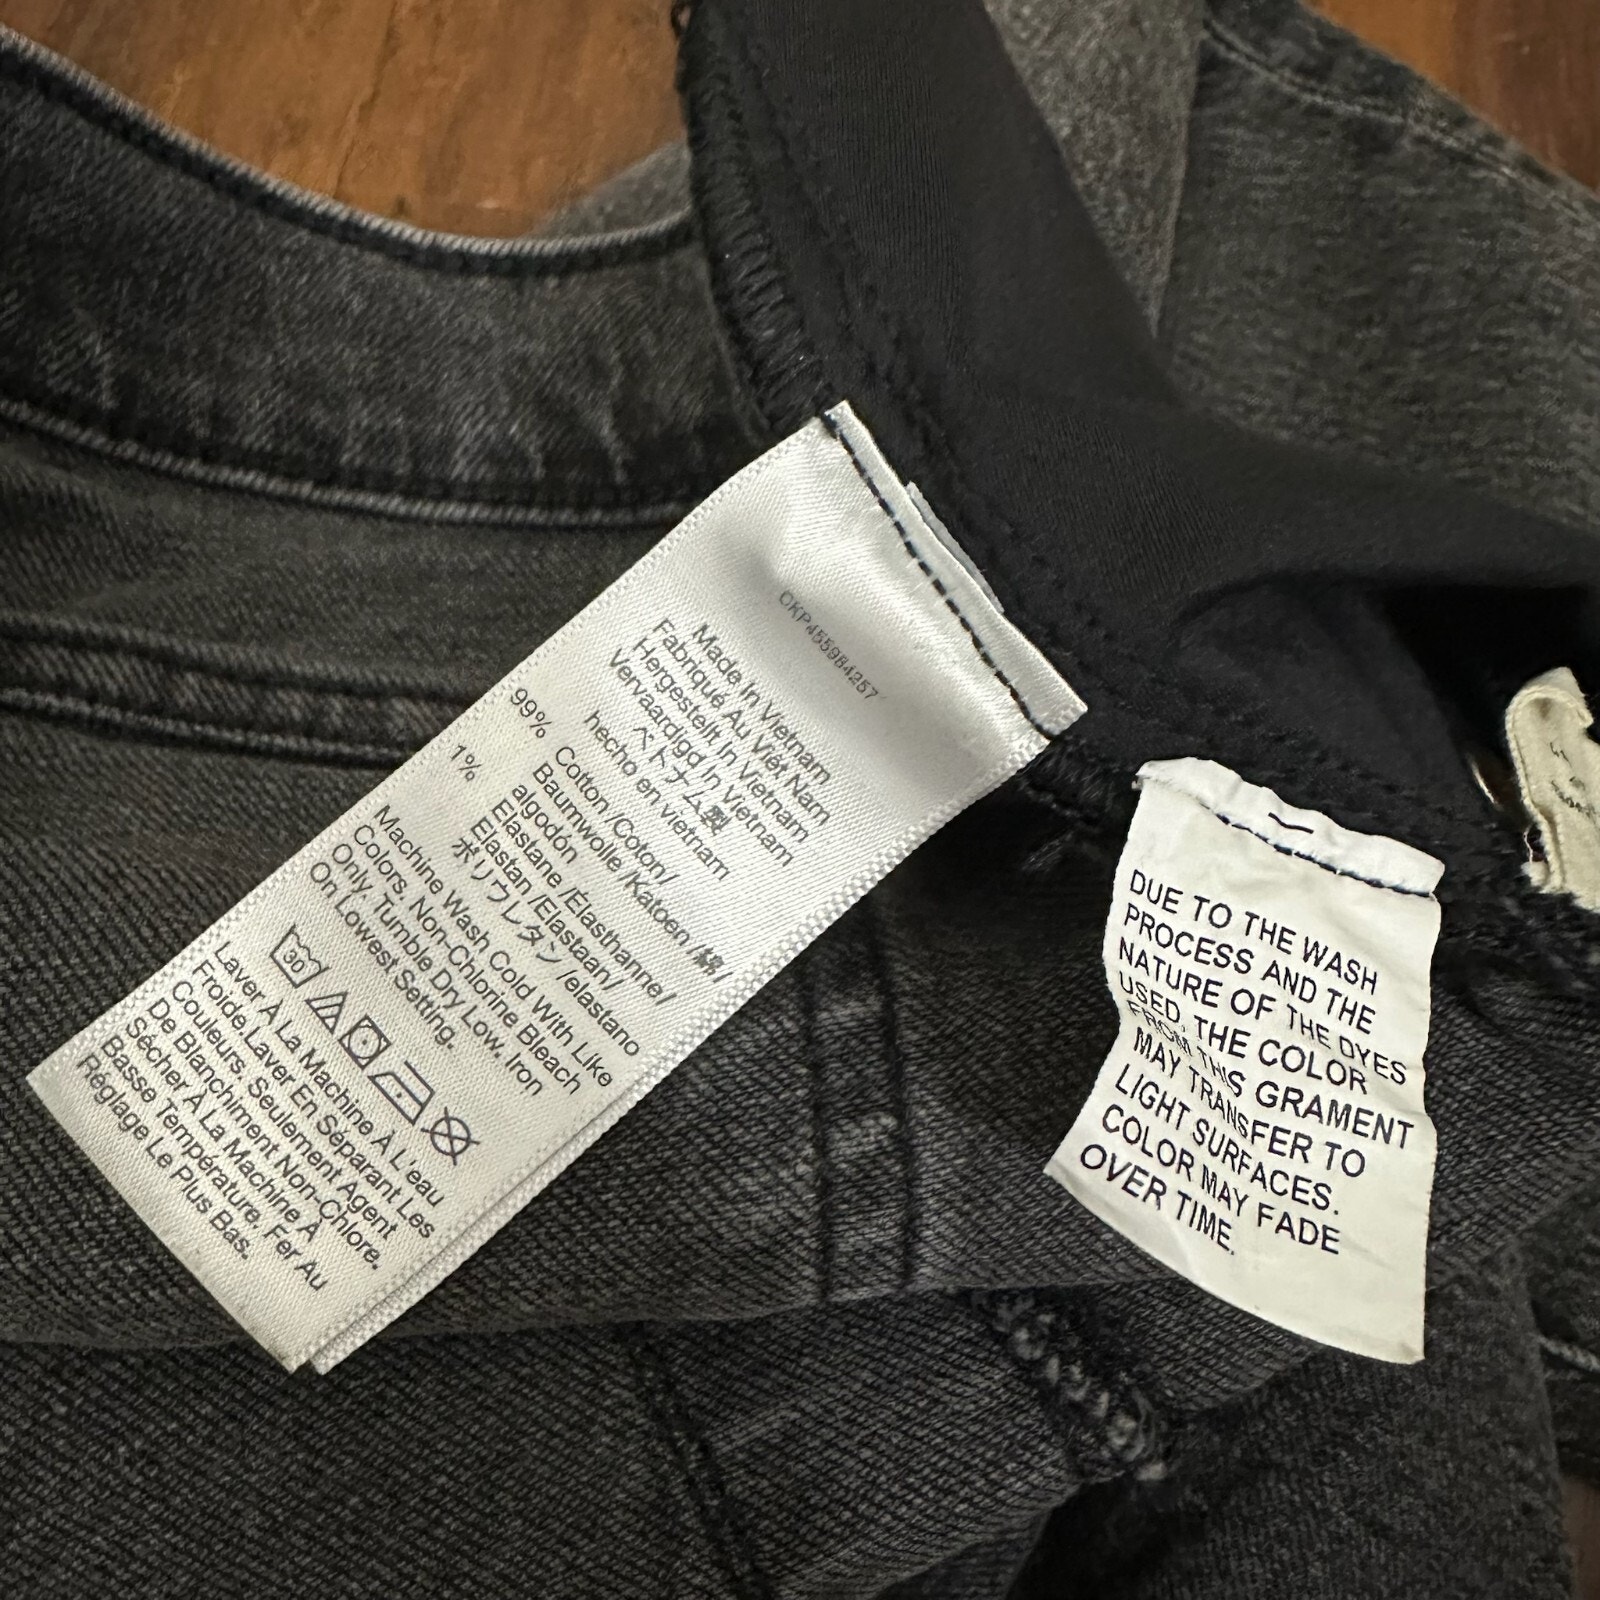 CKP455984257
Made In Vietnam
Fabriqué Au Viêt Nam
Hergestellt In Vietnam
Vervaardigd In Vietnam
ベトナム製
hecho en vietnam
99% Cotton /Coton/
Baumwolle /Katoen /綿/
algodón
1% Elastane /Élasthanne/
Elastan /Elastaan/
ポリウレタン /elastano
Machine Wash Cold With Like
Colors. Non-Chlorine Bleach
Only. Tumble Dry Low. Iron
On Lowest Setting.
30
Laver À La Machine À L'eau
Froide.Laver En Séparant Les
Couleurs. Seulement Agent
De Blanchiment Non-Chlore.
Sécher À La Machine À
Basse Température. Fer Au
Réglage Le Plus Bas.
DUE TO THE WASH
PROCESS AND THE
NATURE OF THE DYES
USED, THE COLOR
FROM THIS GRAMENT
MAY TRANSFER TO
LIGHT SURFACES.
COLOR MAY FADE
OVER TIME.